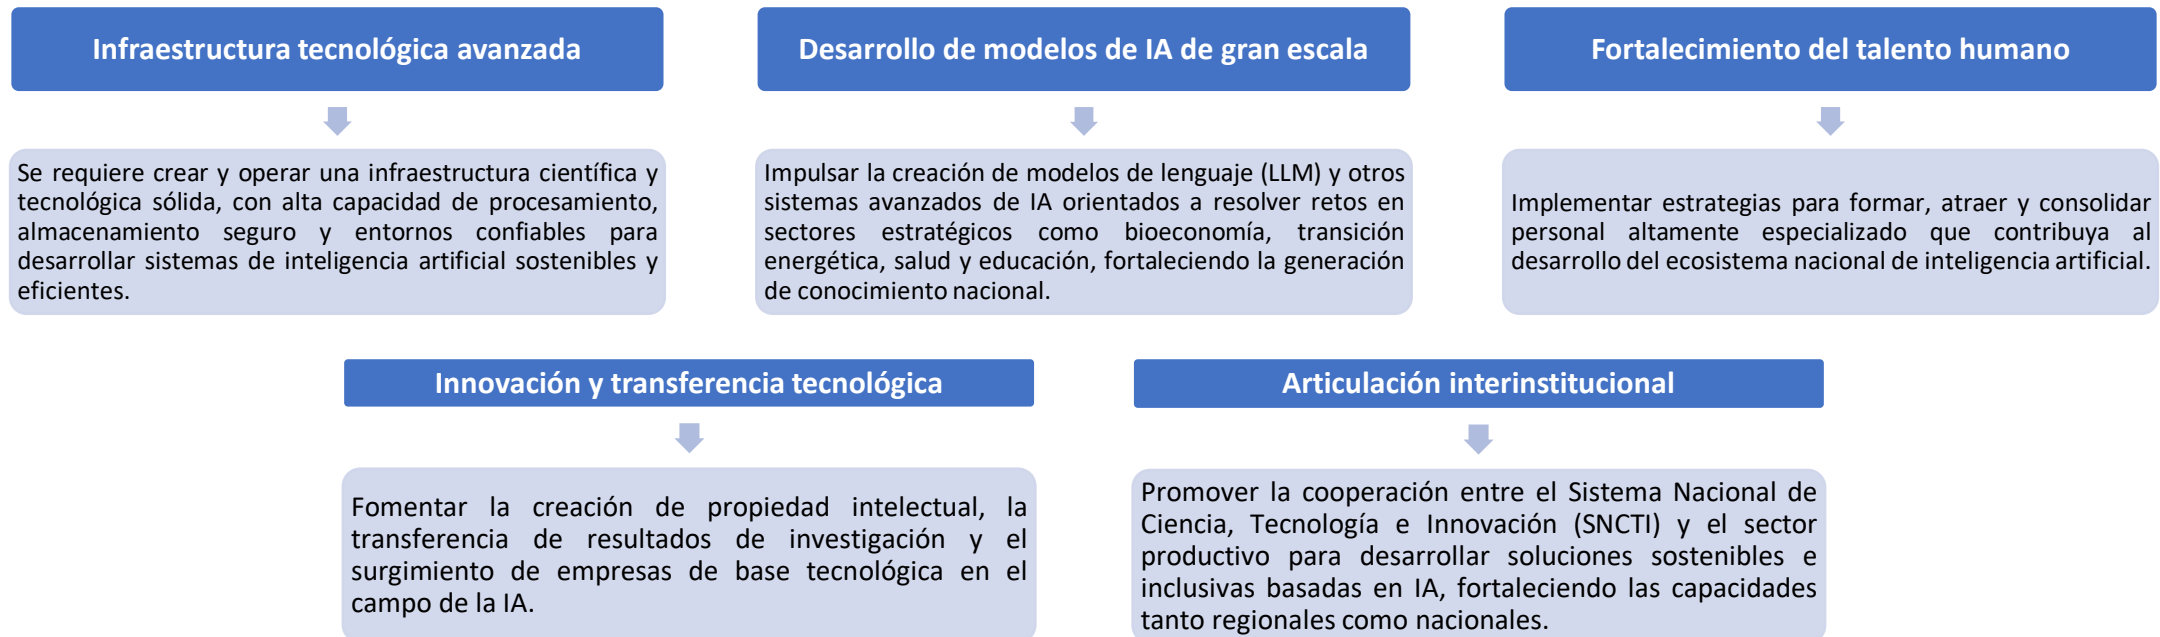 Infraestructura tecnológica avanzada
Se requiere crear y operar una infraestructura científica y
tecnológica sólida, con alta capacidad de procesamiento,
almacenamiento seguro y entornos confiables para
desarrollar sistemas de inteligencia artificial sostenibles y
eficientes.
Desarrollo de modelos de IA de gran escala
Impulsar la creación de modelos de lenguaje (LLM) y otros
sistemas avanzados de IA orientados a resolver retos en
sectores estratégicos como bioeconomía, transición
energética, salud y educación, fortaleciendo la generación
de conocimiento nacional.
Fortalecimiento del talento humano
Implementar estrategias para formar, atraer y consolidar
personal altamente especializado que contribuya al
desarrollo del ecosistema nacional de inteligencia artificial.
Innovación y transferencia tecnológica
Fomentar la creación de propiedad intelectual, la
transferencia de resultados de investigación y el
surgimiento de empresas de base tecnológica en el
campo de la IA.
Articulación interinstitucional
Promover la cooperación entre el Sistema Nacional de
Ciencia, Tecnología e Innovación (SNCTI) y el sector
productivo para desarrollar soluciones sostenibles e
inclusivas basadas en IA, fortaleciendo las capacidades
tanto regionales como nacionales.